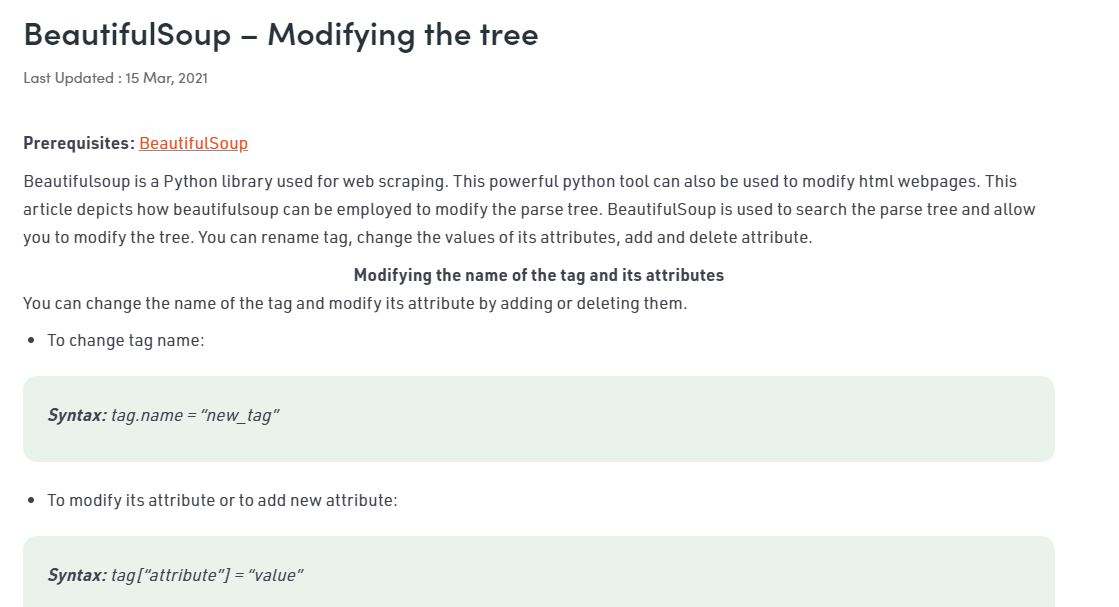 BeautifulSoup – Modifying the tree
Last Updated : 15 Mar, 2021
Prerequisites: BeautifulSoup
Beautifulsoup is a Python library used for web scraping. This powerful python tool can also be used to modify html webpages. This
article depicts how beautifulsoup can be employed to modify the parse tree. BeautifulSoup is used to search the parse tree and allow
you to modify the tree. You can rename tag, change the values of its attributes, add and delete attribute.
Modifying the name of the tag and its attributes
You can change the name of the tag and modify its attribute by adding or deleting them.
• To change tag name:
Syntax: tag.name = “new_tag”
• To modify its attribute or to add new attribute:
Syntax: tag[“attribute”] = “value”